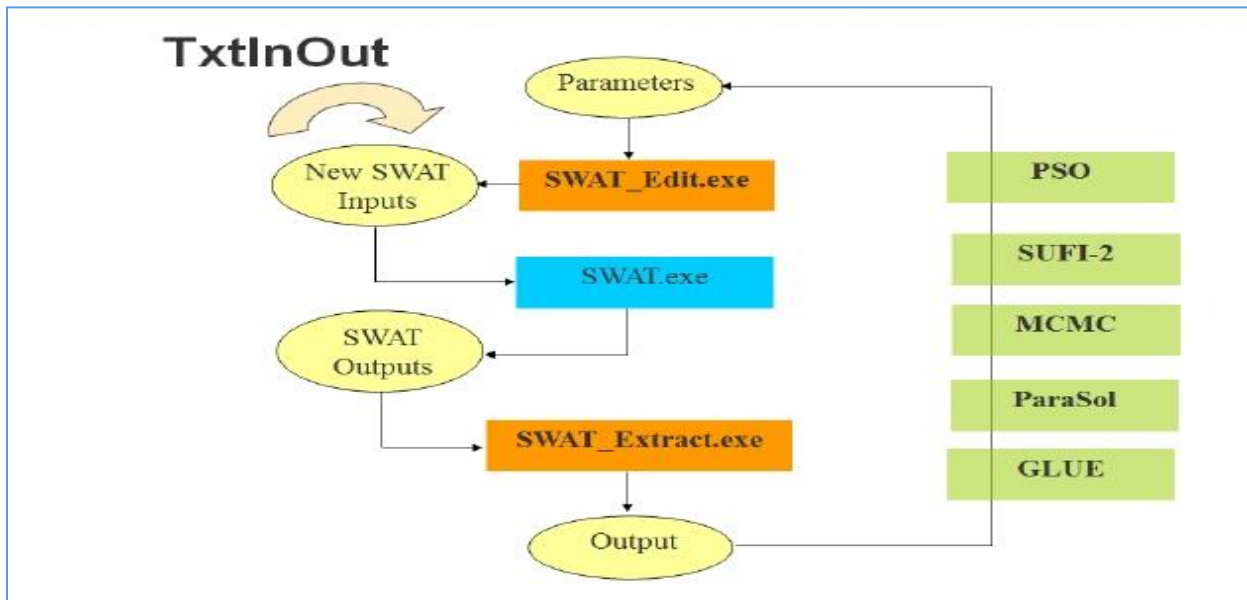 TxtInOut
Parameters
New SWAT
Inputs
SWAT_Edit.exe
SWAT.exe
SWAT
Outputs
SWAT_Extract.exe
Output
PSO
SUFI-2
MCMC
ParaSol
GLUE